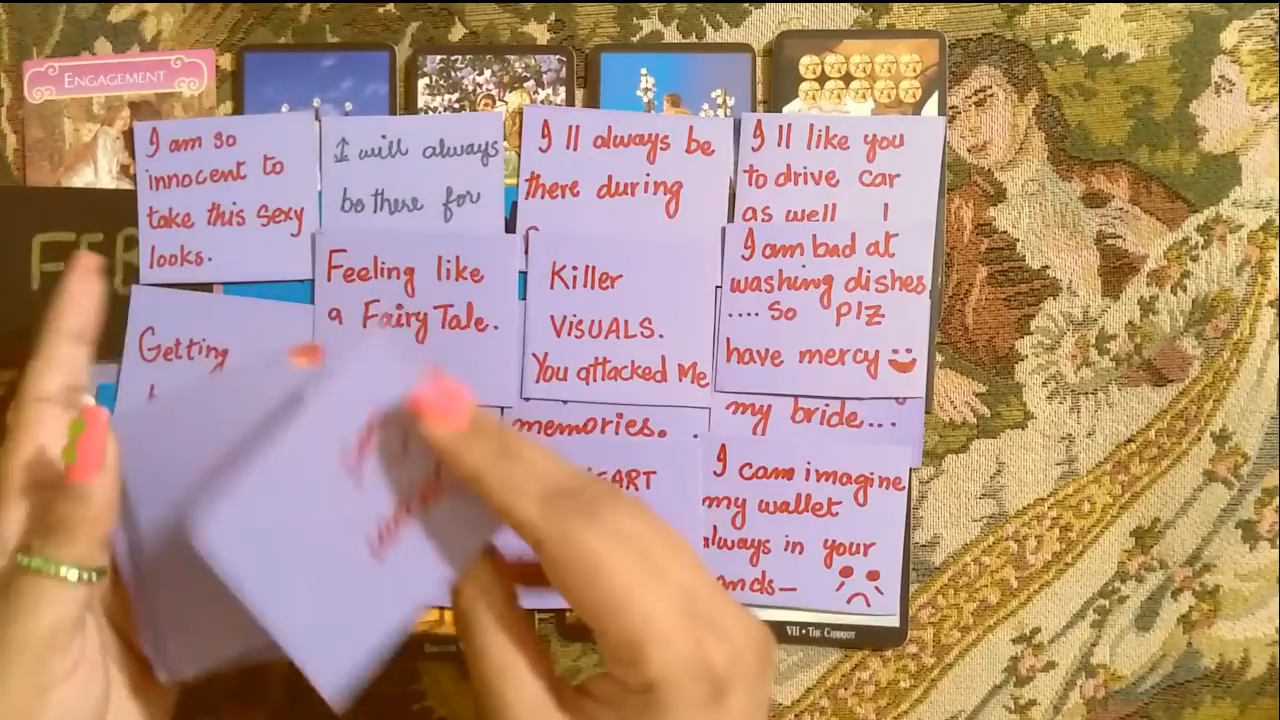 ENGAGEMENT
I am so
innocent to
take this sexy
looks.
I will always
be there for
I ll always be
there during
I ll like you
to drive car
as well I
FEB
Feeling like
a Fairy Tale.
Killer
VISUALS.
You attacked Me
I am bad at
washing dishes
.... so plz
have mercy
Getting
memories.
my bride...
I can imagine
my wallet
always in your
VII • THE CHARIOT